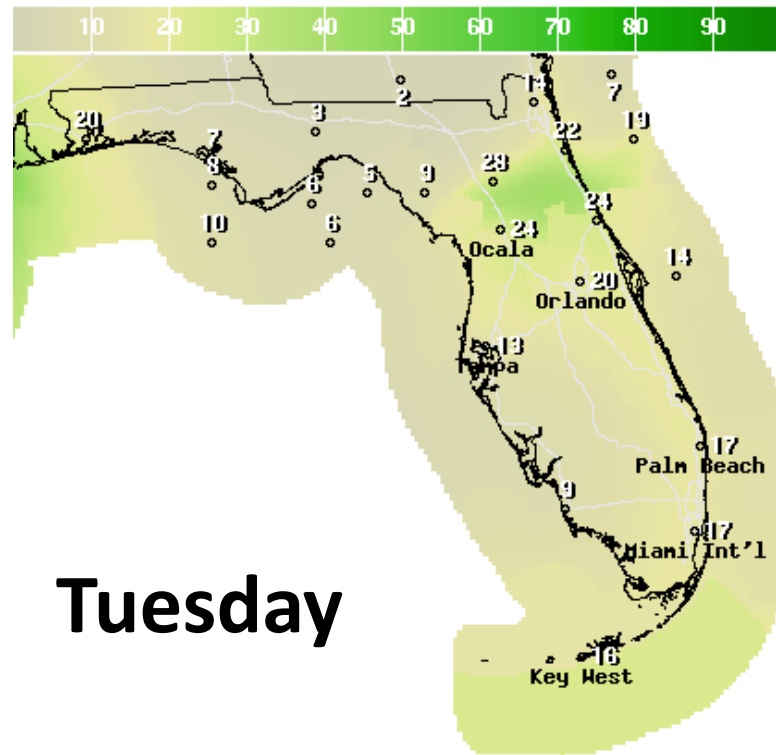 10 20 30 40 50 60 70 80 90
14 7
2
20 3 22 19
7
8 6 5 9 28
24
10 6 24
Ocala
14
20
Orlando
13
Tampa
17
Palm Beach
9
17
Miami Int'l
Tuesday
16
Key West